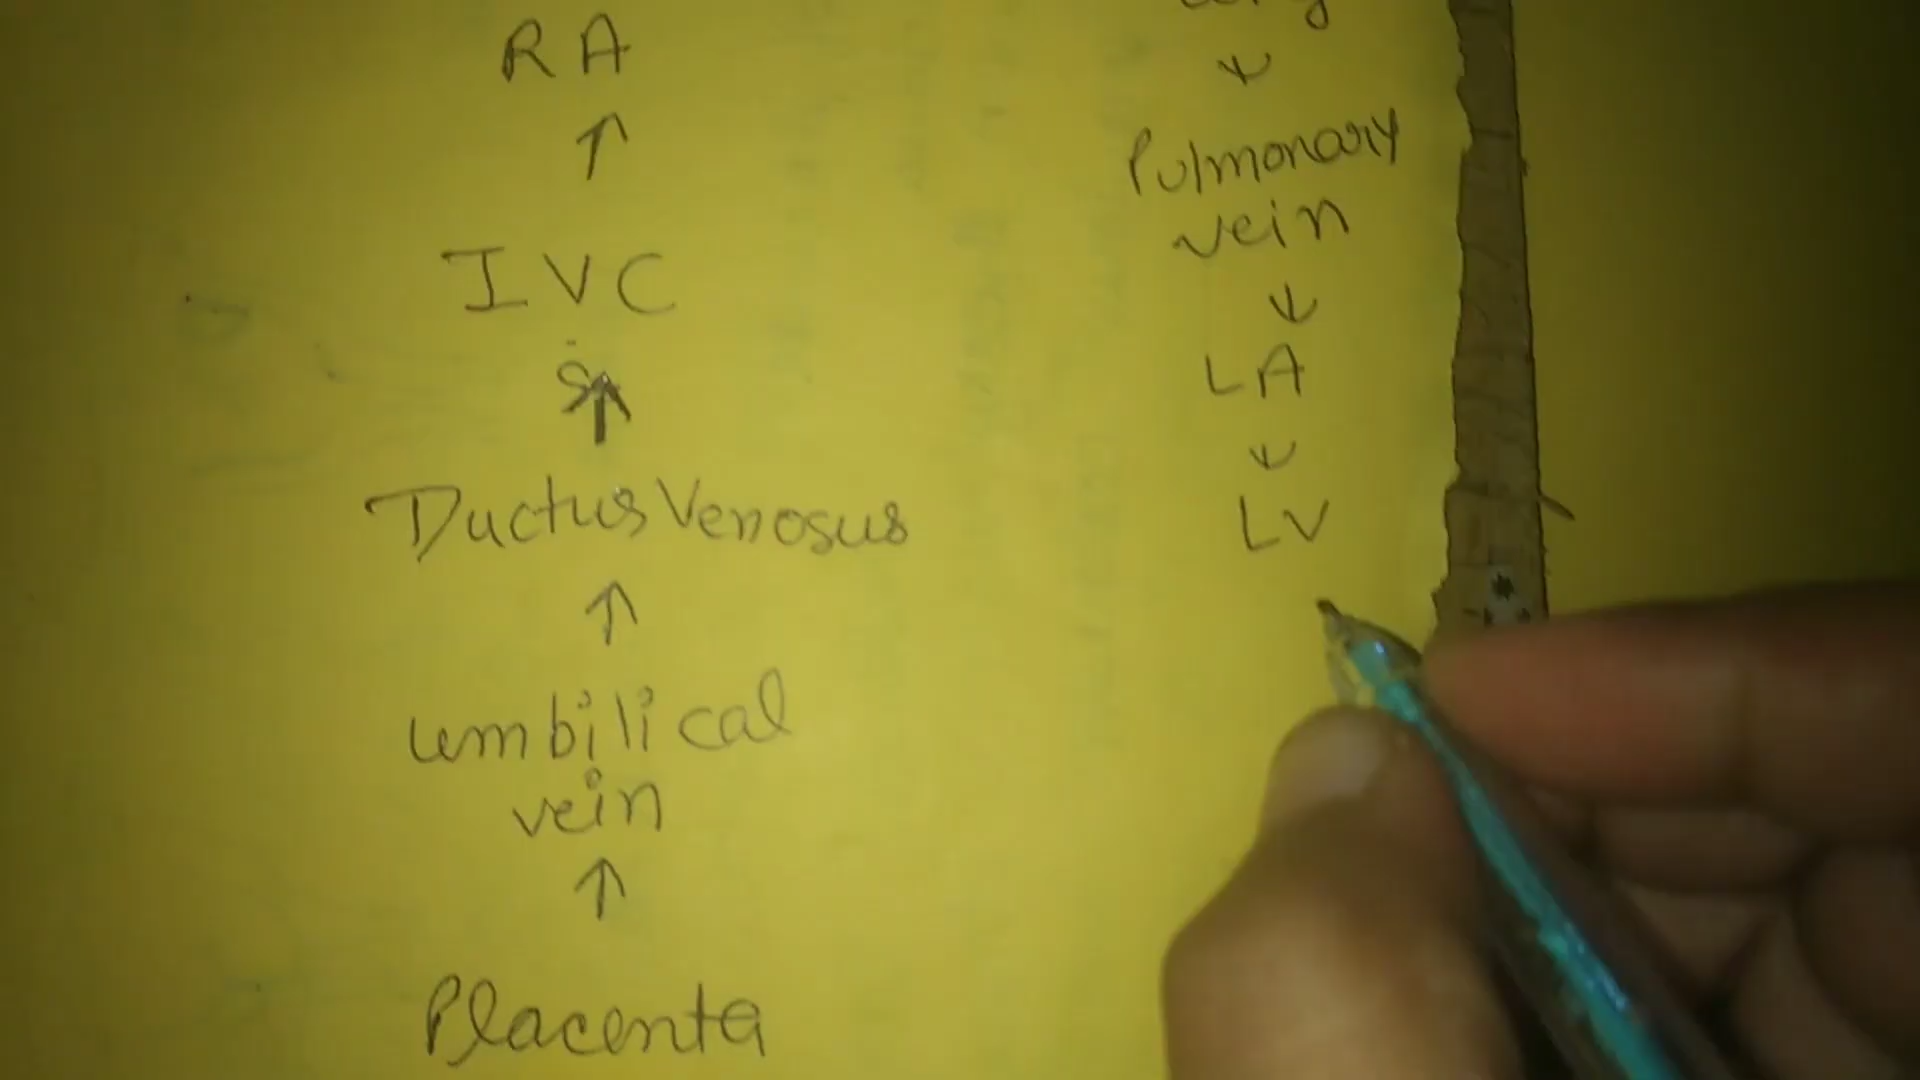 RA
↑
IVC
↑
Ductus Venosus
↑
umbilical
vein
↑
Placenta
↓
Pulmonary
vein
↓
LA
↓
LV